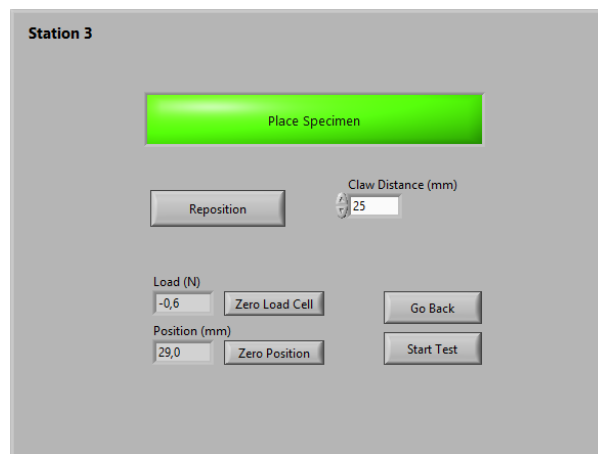 Station 3
Place Specimen
Claw Distance (mm)
Reposition
25
Load (N)
-0,6
Zero Load Cell
Go Back
Position (mm)
29,0
Zero Position
Start Test